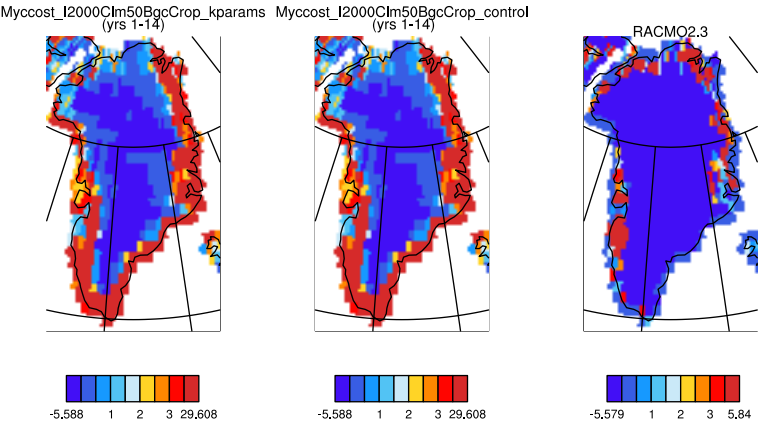 Myccost_I2000Clm50BgcCrop_kparams
(yrs 1-14)
Myccost_I2000Clm50BgcCrop_control
(yrs 1-14)
RACMO2.3
-5.588 1 2 3 29.608
-5.588 1 2 3 29.608
-5.579 1 2 3 5.84